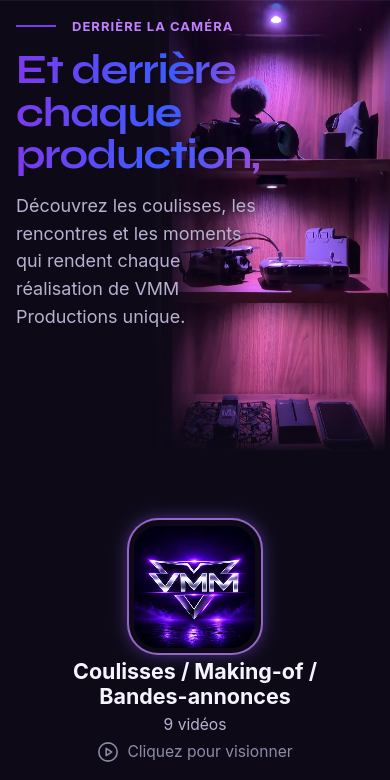 DERRIÈRE LA CAMÉRA
Et derrière
chaque
production,
Découvrez les coulisses, les
rencontres et les moments
qui rendent chaque
réalisation de VMM
Productions unique.
VMM
Coulisses / Making-of /
Bandes-annonces
9 vidéos
Cliquez pour visionner